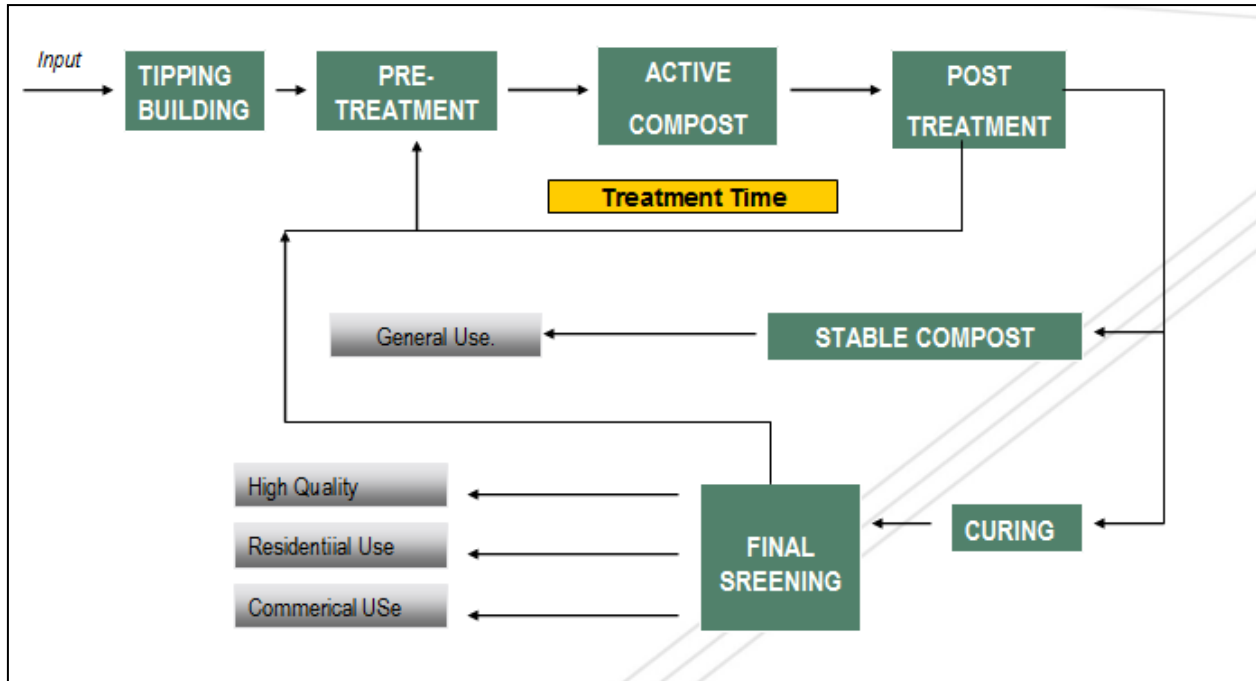 Input
TIPPING
BUILDING
PRE-
TREATMENT
ACTIVE
COMPOST
POST
TREATMENT
Treatment Time
General Use.
STABLE COMPOST
High Quality
Residentiial Use
Commerical USe
FINAL
SREENING
CURING